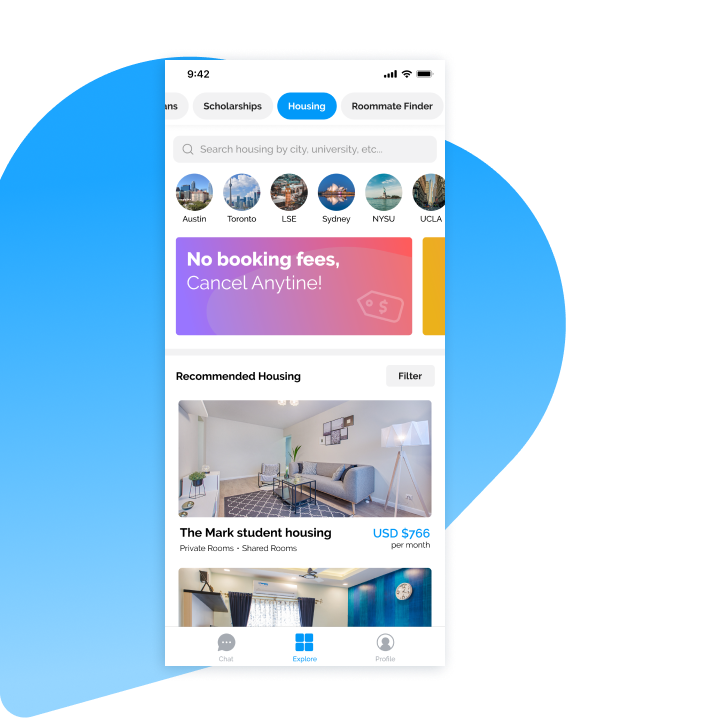 9:42
ans Scholarships Housing Roommate Finder
Search housing by city, university, etc...
Austin Toronto LSE Sydney NYSU UCLA
No booking fees,
Cancel Anytine!
$
Recommended Housing Filter
The Mark student housing USD $766
Private Rooms • Shared Rooms per month
Chat Explore Profile